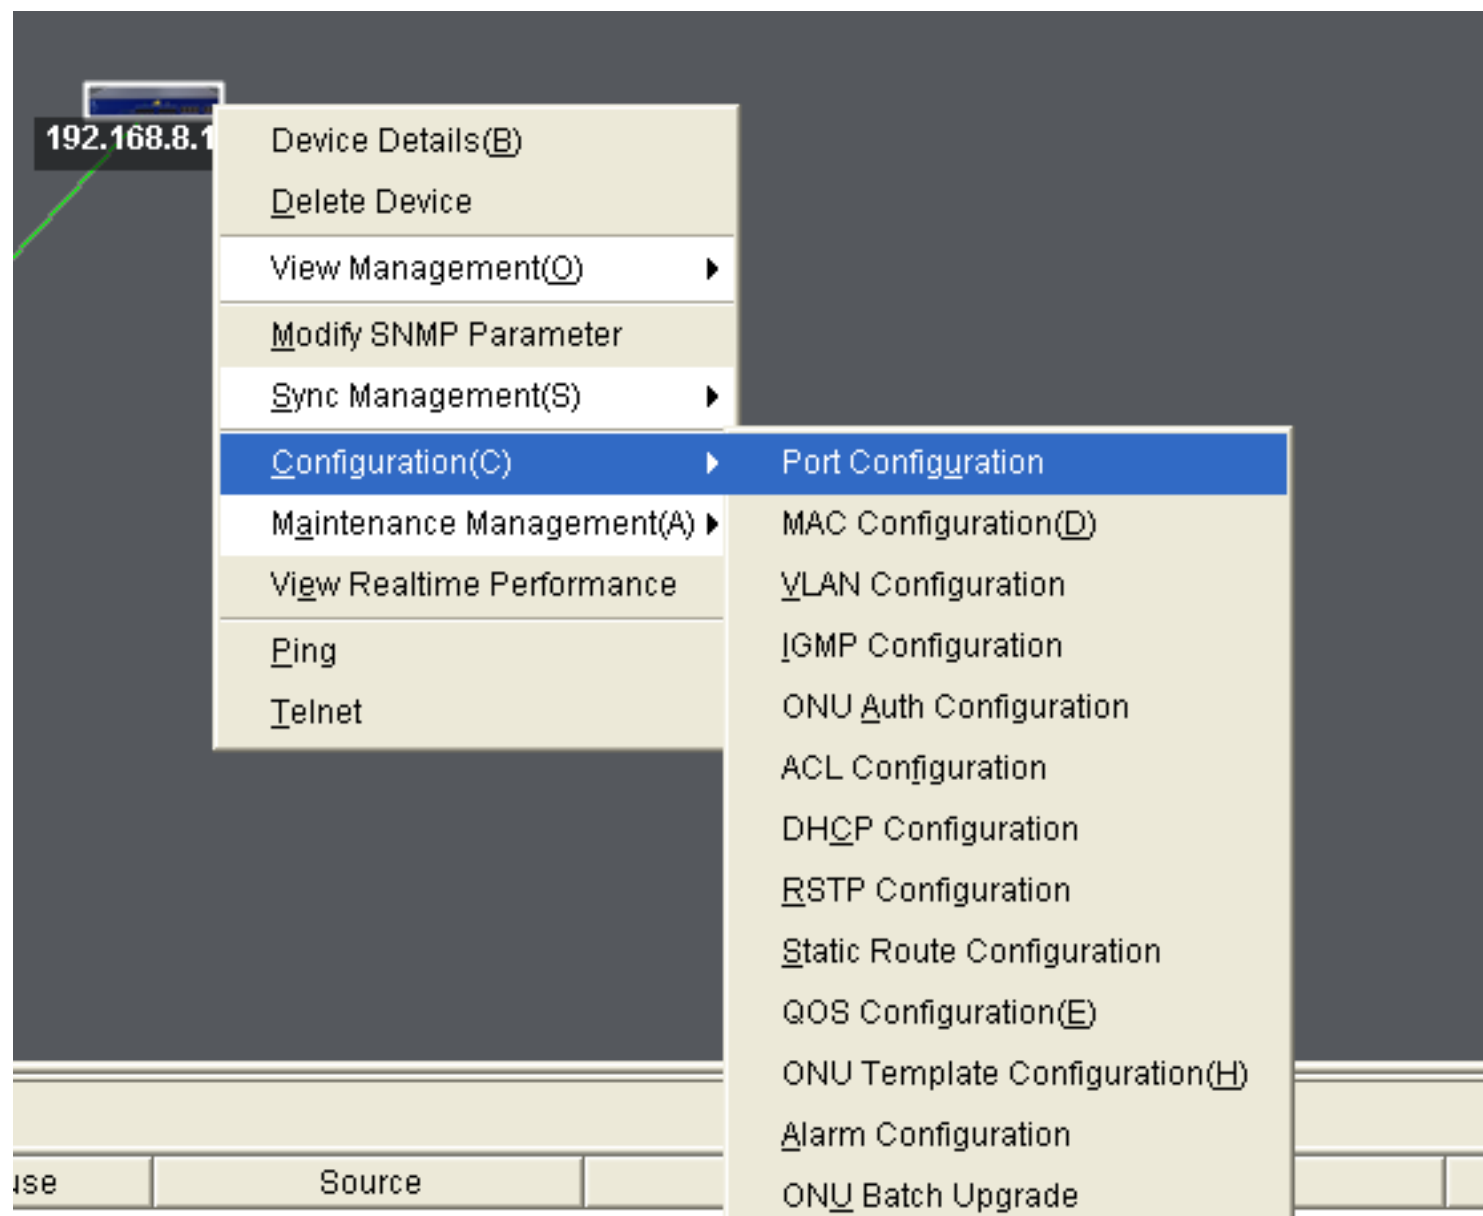 192.168.8.1
Device Details(B)
Delete Device
View Management(O)
Modify SNMP Parameter
Sync Management(S)
Configuration(C)
Maintenance Management(A)
View Realtime Performance
Ping
Telnet
Port Configuration
MAC Configuration(D)
VLAN Configuration
IGMP Configuration
ONU Auth Configuration
ACL Configuration
DHCP Configuration
RSTP Configuration
Static Route Configuration
QOS Configuration(E)
ONU Template Configuration(H)
Alarm Configuration
ONU Batch Upgrade
Source